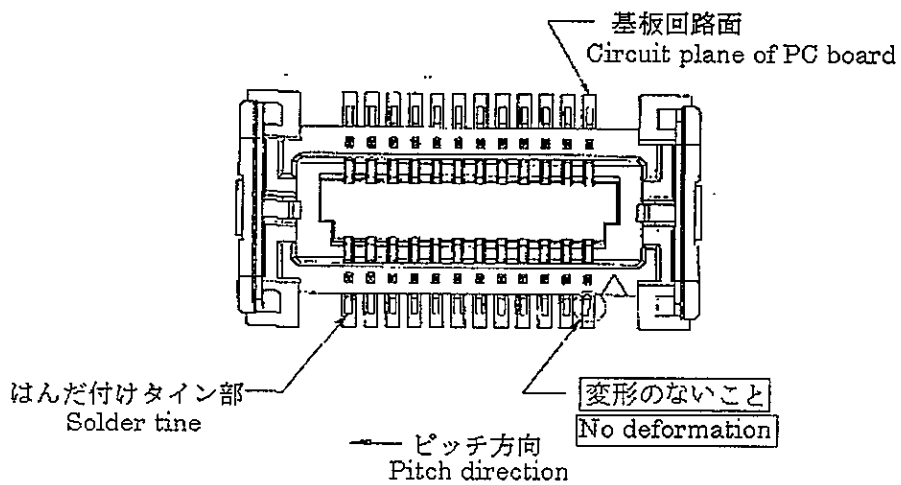 基板回路面
Circuit plane of PC board
はんだ付けタイン部
Solder tine
変形のないこと
No deformation
ピッチ方向
Pitch direction